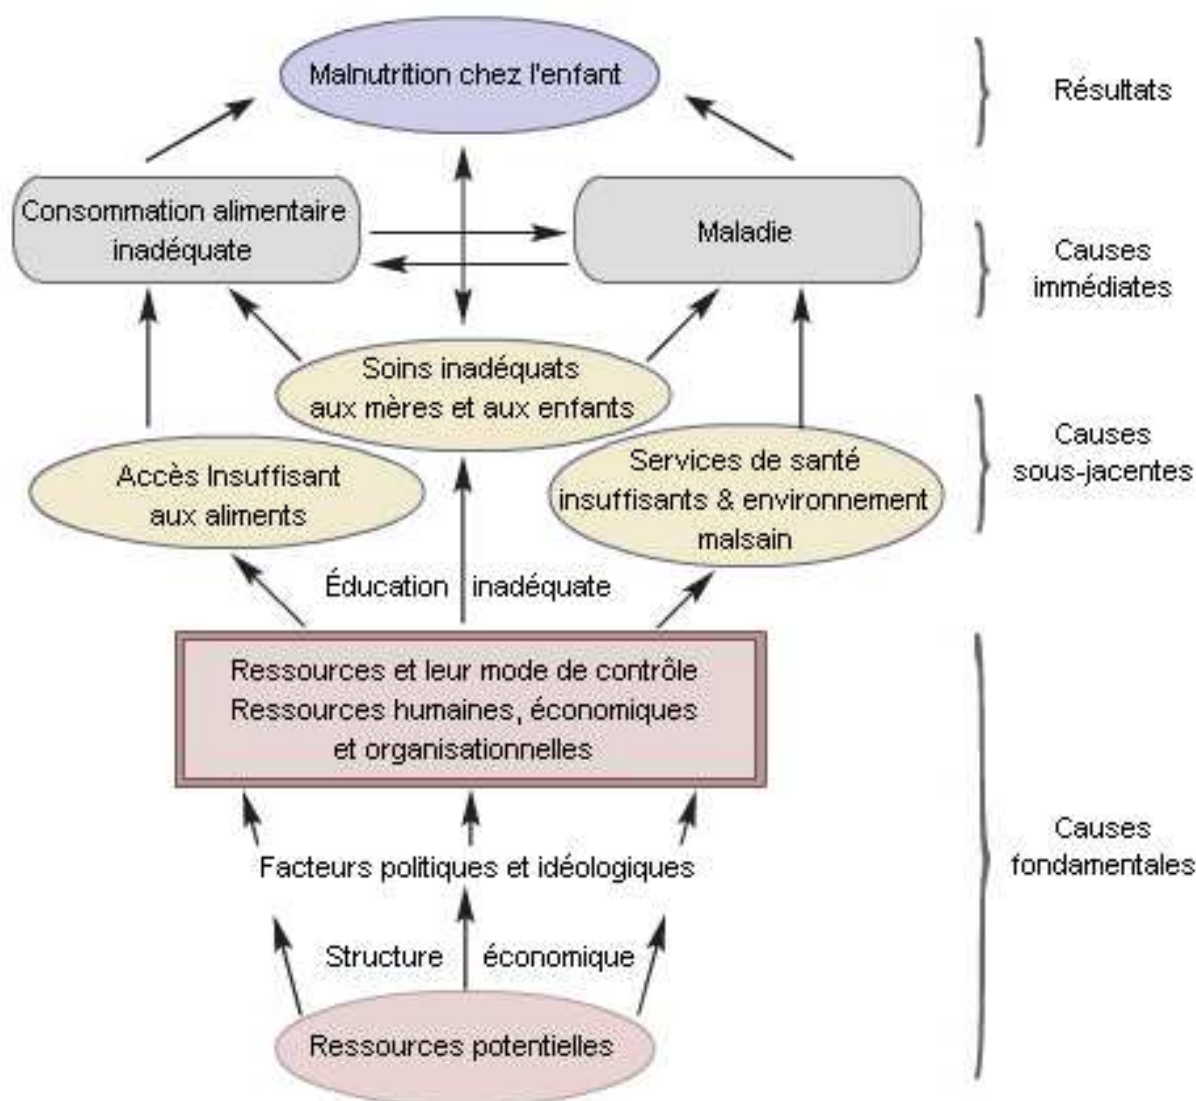 Malnutrition chez l'enfant
Résultats
Consommation alimentaire
inadéquate
Maladie
Causes
immédiates
Soins inadéquats
aux mères et aux enfants
Causes
sous-jacentes
Accès Insuffisant
aux aliments
Services de santé
insuffisants & environnement
malsain
Éducation inadéquate
Ressources et leur mode de contrôle
Ressources humaines, économiques
et organisationnelles
Causes
fondamentales
Facteurs politiques et idéologiques
Structure économique
Ressources potentielles